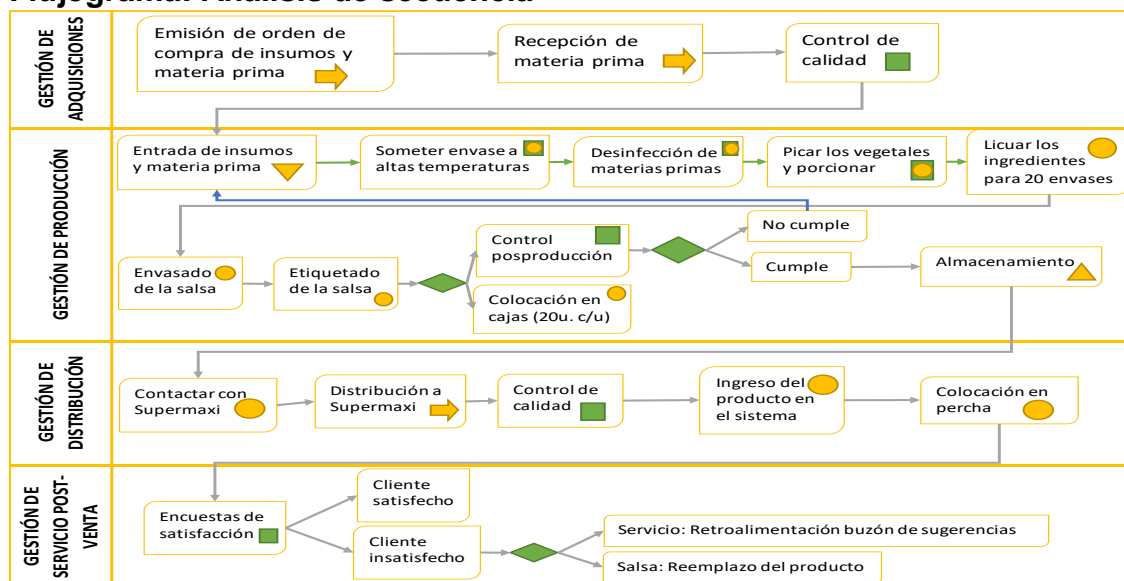 Flujograma: Análisis de secuencia
GESTIÓN DE
ADQUISICIONES
Emisión de orden de
compra de insumos y
materia prima
Recepción de
materia prima
Control de
calidad
GESTIÓN DE PRODUCCIÓN
Entrada de insumos
y materia prima
Someter envase a
altas temperaturas
Desinfección de
materias primas
Picar los vegetales
y porcionar
Licuar los
ingredientes
para 20 envases
Envasado
de la salsa
Etiquetado
de la salsa
Control
posproducción
Colocación en
cajas (20u. c/u)
No cumple
Cumple
Almacenamiento
GESTIÓN DE
DISTRIBUCIÓN
Contactar con
Supermaxi
Distribución a
Supermaxi
Control de
calidad
Ingreso del
producto en
el sistema
Colocación en
percha
GESTIÓN DE
SERVICIO POST-
VENTA
Encuestas de
satisfacción
Cliente
satisfecho
Cliente
insatisfecho
Servicio: Retroalimentación buzón de sugerencias
Salsa: Reemplazo del producto